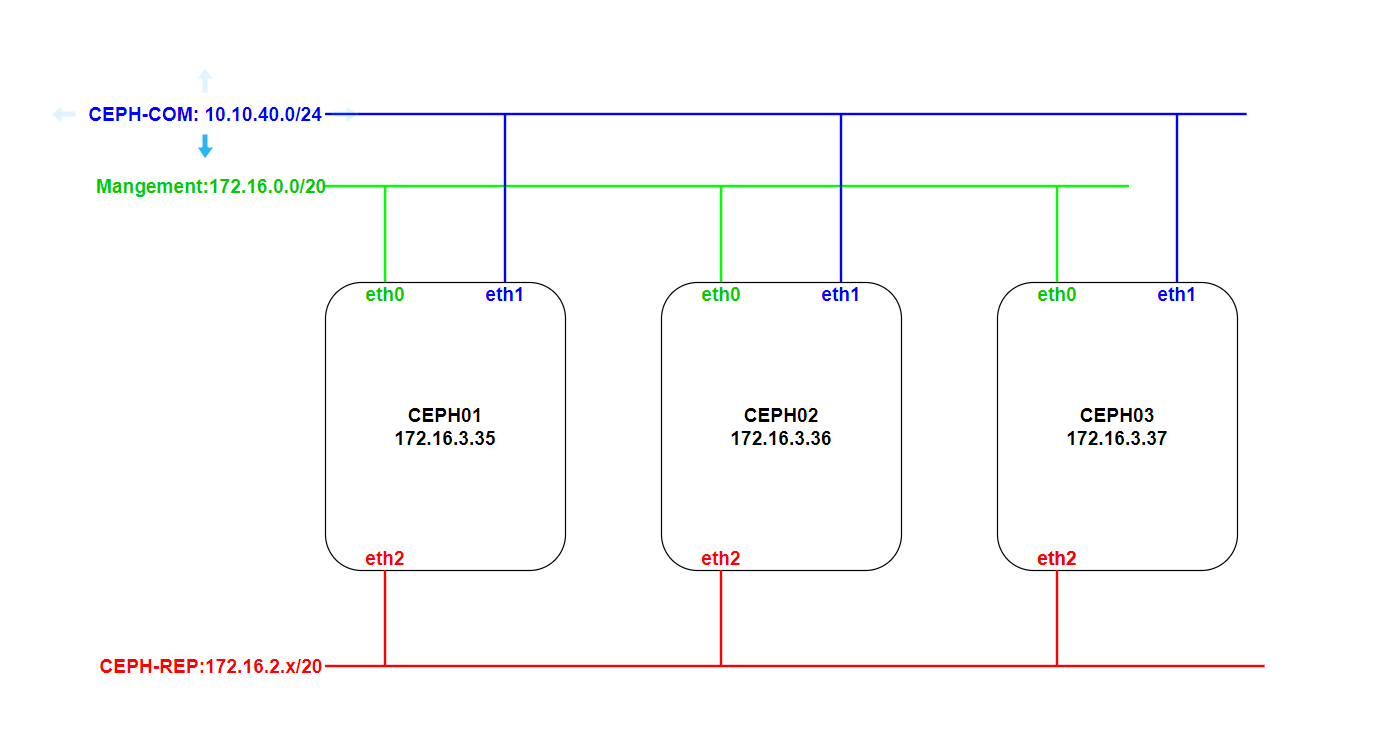 CEPH-COM: 10.10.40.0/24
Mangement:172.16.0.0/20
eth0
eth1
eth0
eth1
eth0
eth1
CEPH01
172.16.3.35
CEPH02
172.16.3.36
CEPH03
172.16.3.37
eth2
eth2
eth2
CEPH-REP:172.16.2.x/20